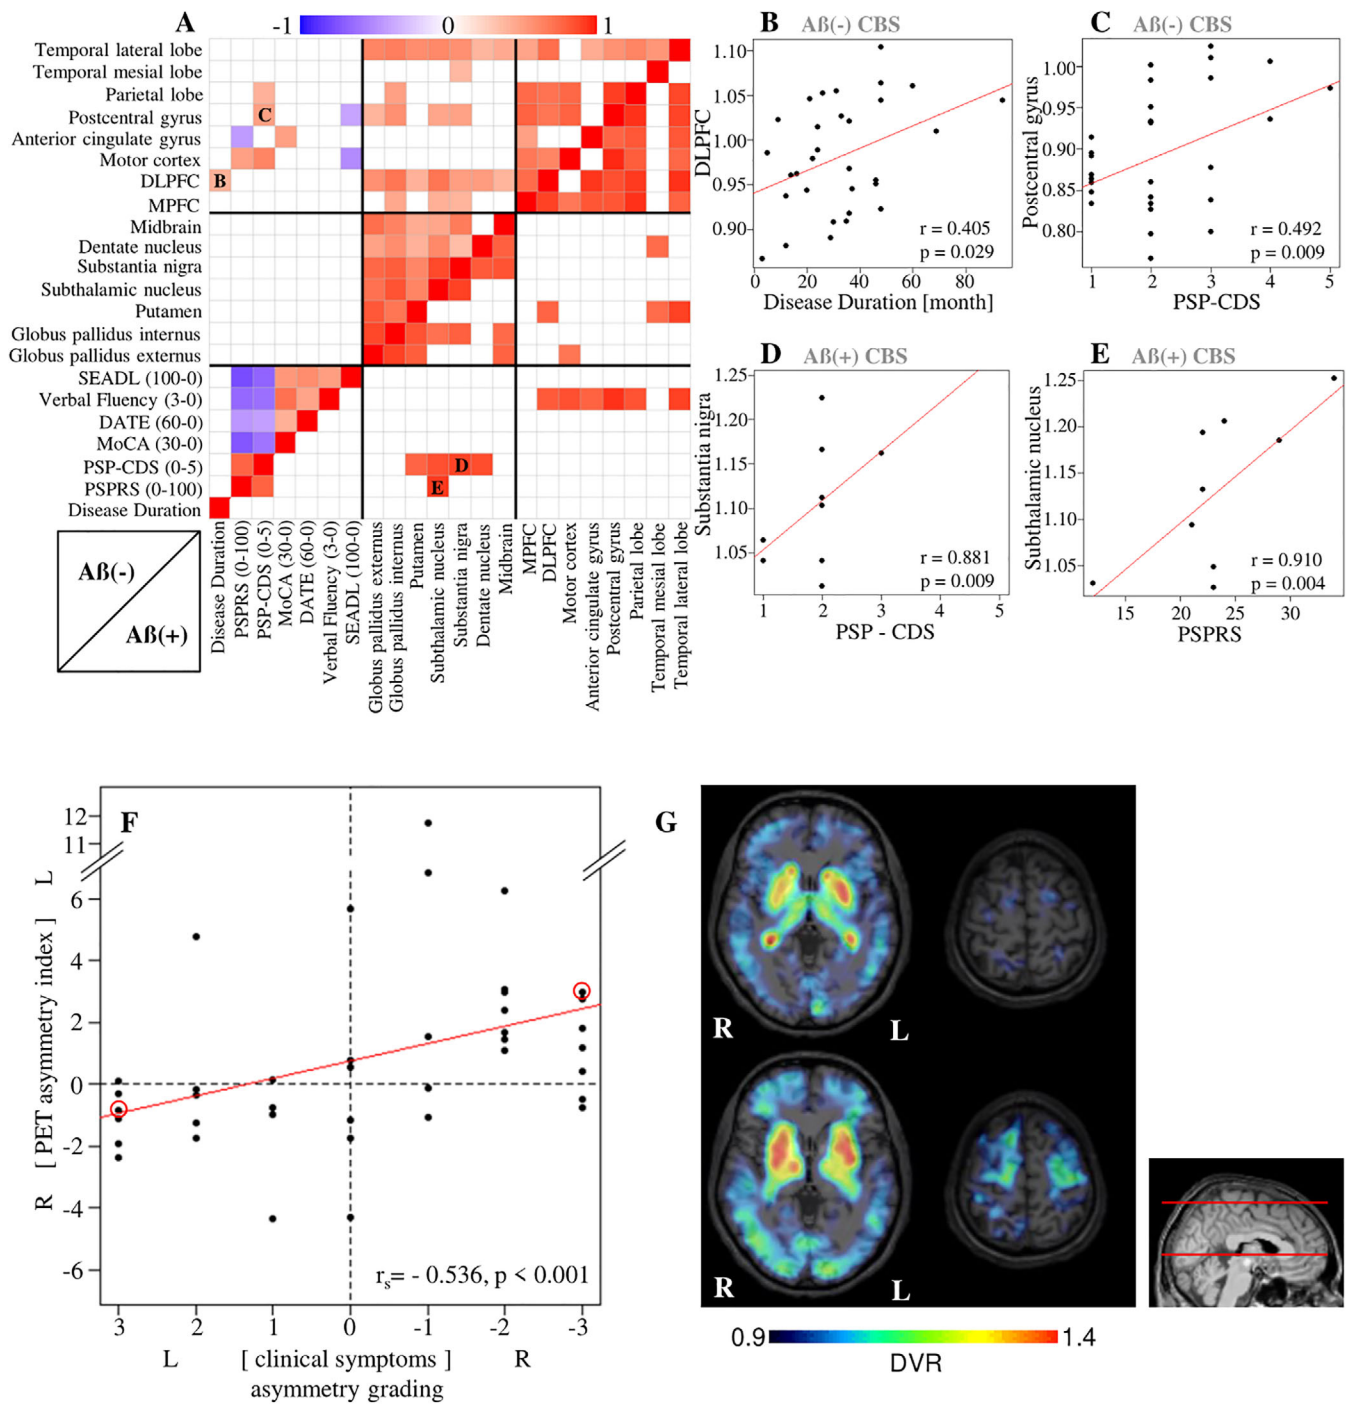 A
-1
0
1
Temporal lateral lobe
Temporal mesial lobe
Parietal lobe
Postcentral gyrus
Anterior cingulate gyrus
Motor cortex
DLPFC
MPFC
Midbrain
Dentate nucleus
Substantia nigra
Subthalamic nucleus
Putamen
Globus pallidus internus
Globus pallidus externus
SEADL (100-0)
Verbal Fluency (3-0)
DATE (60-0)
MoCA (30-0)
PSP-CDS (0-5)
PSPRS (0-100)
Disease Duration
C
B
D
E
Aß(-)
Aß(+)
Disease Duration
PSPRS (0-100)
PSP-CDS (0-5)
MoCA (30-0)
DATE (60-0)
Verbal Fluency (3-0)
SEADL (100-0)
Globus pallidus externus
Globus pallidus internus
Putamen
Subthalamic nucleus
Substantia nigra
Dentate nucleus
Midbrain
MPFC
DLPFC
Motor cortex
Anterior cingulate gyrus
Postcentral gyrus
Parietal lobe
Temporal mesial lobe
Temporal lateral lobe
B Aß(-) CBS
DLPFC
1.10
1.05
1.00
0.95
0.90
r = 0.405
p = 0.029
0 20 40 60 80
Disease Duration [month]
C Aß(-) CBS
Postcentral gyrus
1.00
0.95
0.90
0.85
0.80
r = 0.492
p = 0.009
1 2 3 4 5
PSP-CDS
D Aß(+) CBS
Substantia nigra
1.25
1.20
1.15
1.10
1.05
r = 0.881
p = 0.009
1 2 3 4 5
PSP - CDS
E Aß(+) CBS
Subthalamic nucleus
1.25
1.20
1.15
1.10
1.05
r = 0.910
p = 0.004
15 20 25 30
PSPRS
F
R [ PET asymmetry index ] L
12
11
6
4
2
0
-2
-4
-6
rs= - 0.536, p < 0.001
3 2 1 0 -1 -2 -3
L [ clinical symptoms ] R
asymmetry grading
G
R L
R L
0.9 1.4
DVR